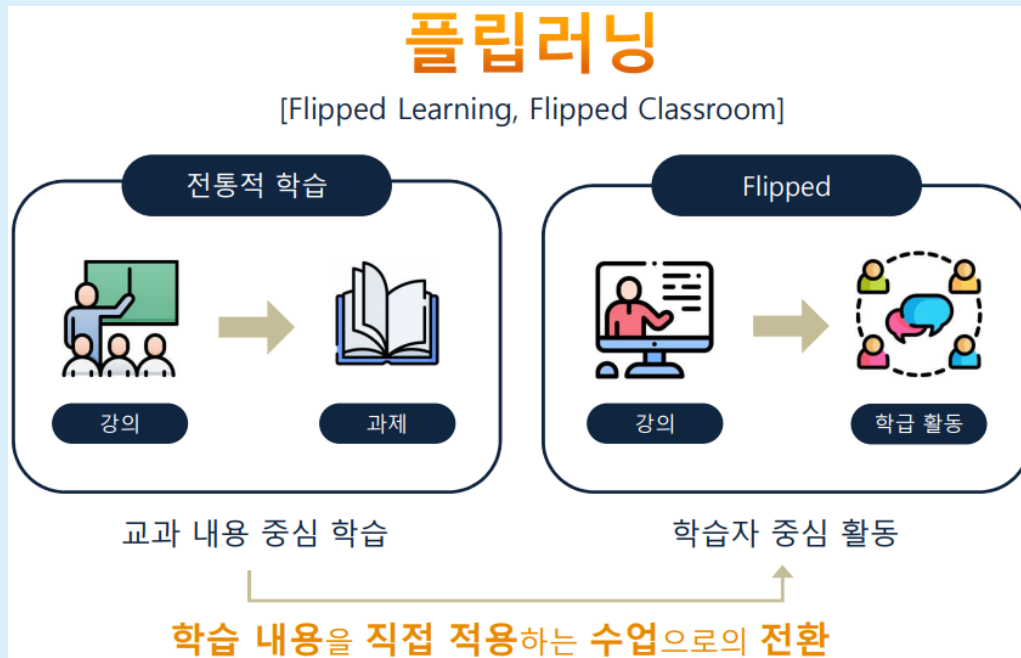 플립러닝
[Flipped Learning, Flipped Classroom]
전통적 학습
강의
과제
교과 내용 중심 학습
Flipped
강의
학급 활동
학습자 중심 활동
학습 내용을 직접 적용하는 수업으로의 전환